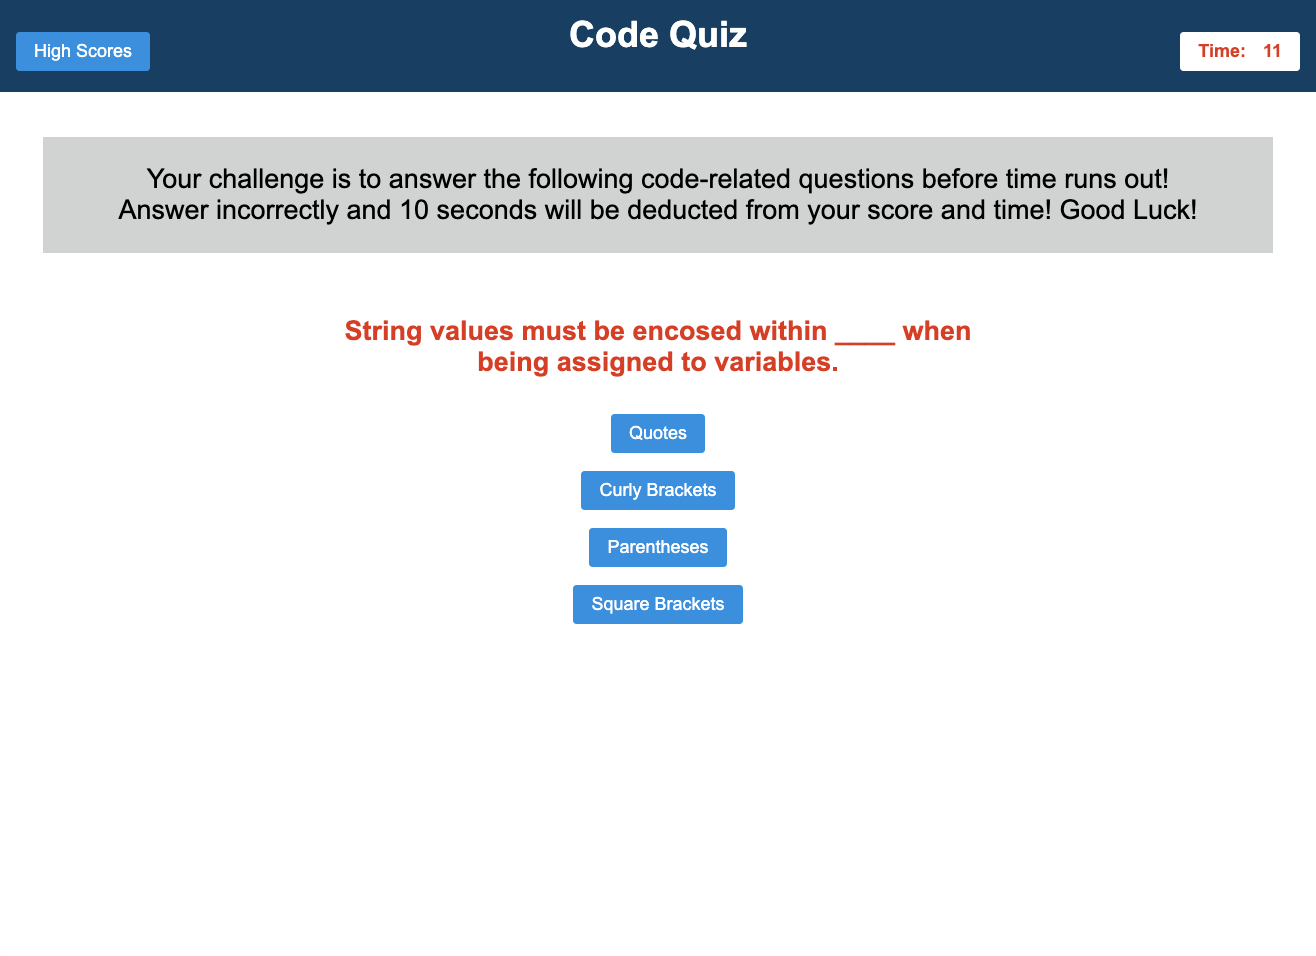 High Scores
Code Quiz
Time: 11
Your challenge is to answer the following code-related questions before time runs out!
Answer incorrectly and 10 seconds will be deducted from your score and time! Good Luck!
String values must be encosed within ____ when
being assigned to variables.
Quotes
Curly Brackets
Parentheses
Square Brackets